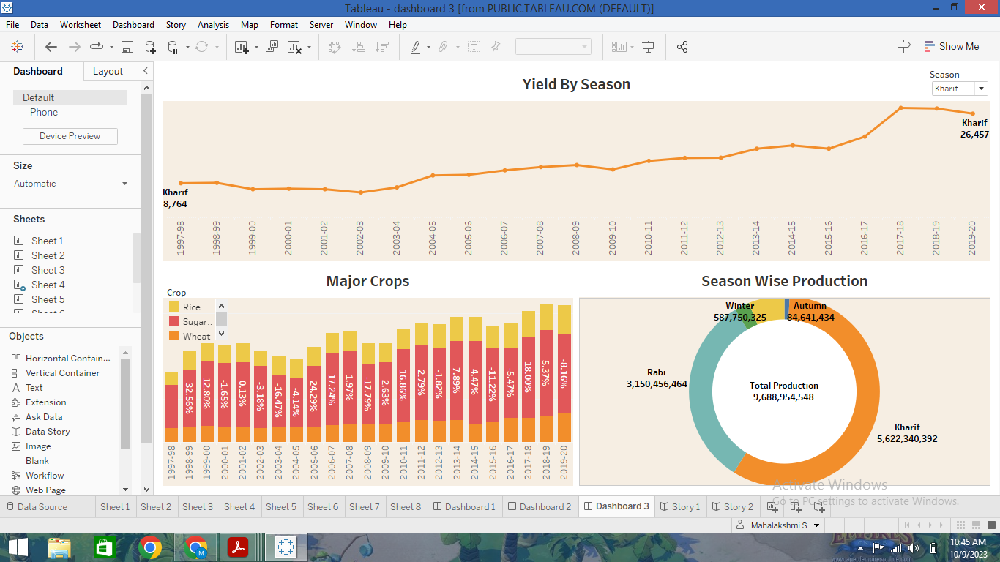 Tableau - dashboard 3 [from PUBLIC.TABLEAU.COM (DEFAULT)]
File Data Worksheet Dashboard Story Analysis Map Format Server Window Help
Show Me
Dashboard Layout
Default
Phone
Device Preview
Size
Automatic
Sheets
Sheet 1
Sheet 2
Sheet 3
Sheet 4
Sheet 5
Objects
Horizontal Contain...
Vertical Container
Text
Extension
Ask Data
Data Story
Image
Blank
Workflow
Web Page
Yield By Season
Season
Kharif
Kharif
8,764
Kharif
26,457
1997-98 1998-99 1999-00 2000-01 2001-02 2002-03 2003-04 2004-05 2005-06 2006-07 2007-08 2008-09 2009-10 2010-11 2011-12 2012-13 2013-14 2014-15 2015-16 2016-17 2017-18 2018-19 2019-20
Major Crops
Crop
Rice
Sugar..
Wheat
32.56% 12.80% -1.65% 0.13% -3.18% -16.47% -4.14% 24.29% 17.24% 1.97% -17.79% 2.63% 16.86% 2.79% -1.82% 7.89% 4.47% -11.22% -5.47% 18.00% 5.37% -8.16%
1997-98 1998-99 1999-00 2000-01 2001-02 2002-03 2003-04 2004-05 2005-06 2006-07 2007-08 2008-09 2009-10 2010-11 2011-12 2012-13 2013-14 2014-15 2015-16 2016-17 2017-18 2018-19 2019-20
Season Wise Production
Winter
587,750,325
Autumn
84,641,434
Rabi
3,150,456,464
Total Production
9,688,954,548
Kharif
5,622,340,392
Activate Windows
Go to PC settings to activate Windows.
Data Source Sheet 1 Sheet 2 Sheet 3 Sheet 4 Sheet 5 Sheet 6 Sheet 7 Sheet 8 Dashboard 1 Dashboard 2 Dashboard 3 Story 1 Story 2
Mahalakshmi S
M
10:45 AM
10/9/2023
www.ageofempiresonline.com